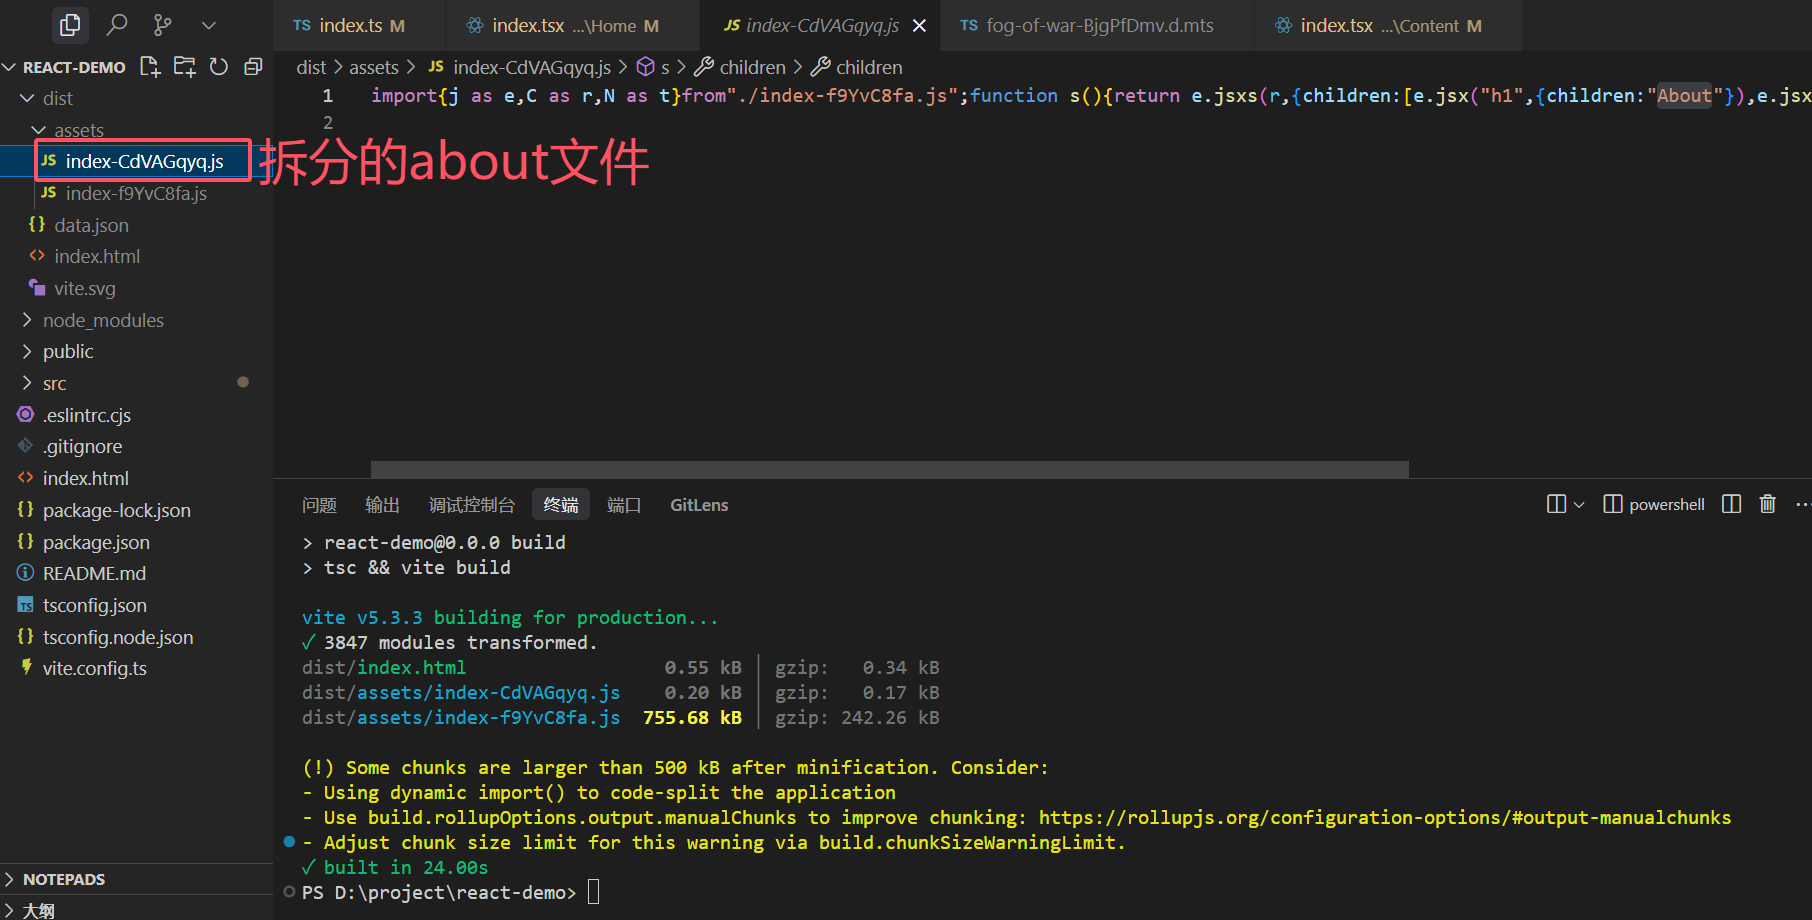 TS index.ts M
index.tsx ...\Home M
JS index-CdVAGqyq.js
TS fog-of-war-BjgPfDmv.d.mts
index.tsx ...\Content M
REACT-DEMO
dist > assets > JS index-CdVAGqyq.js > s > children > children
dist
assets
JS index-CdVAGqyq.js
JS index-f9YvC8fa.js
{} data.json
<> index.html
vite.svg
node_modules
public
src
.eslintrc.cjs
.gitignore
<> index.html
{} package-lock.json
{} package.json
README.md
TS tsconfig.json
{} tsconfig.node.json
vite.config.ts
NOTEPADS
大纲
1 import{j as e,C as r,N as t}from"./index-f9YvC8fa.js";function s(){return e.jsxs(r,{children:[e.jsx("h1",{children:"About"}),e.jsx
2
拆分的about文件
问题 输出 调试控制台 终端 端口 GitLens
powershell
> react-demo@0.0.0 build
> tsc && vite build
vite v5.3.3 building for production...
✓ 3847 modules transformed.
dist/index.html 0.55 kB │ gzip: 0.34 kB
dist/assets/index-CdVAGqyq.js 0.20 kB │ gzip: 0.17 kB
dist/assets/index-f9YvC8fa.js 755.68 kB │ gzip: 242.26 kB
(!) Some chunks are larger than 500 kB after minification. Consider:
- Using dynamic import() to code-split the application
- Use build.rollupOptions.output.manualChunks to improve chunking: https://rollupjs.org/configuration-options/#output-manualchunks
- Adjust chunk size limit for this warning via build.chunkSizeWarningLimit.
✓ built in 24.00s
PS D:\project\react-demo>